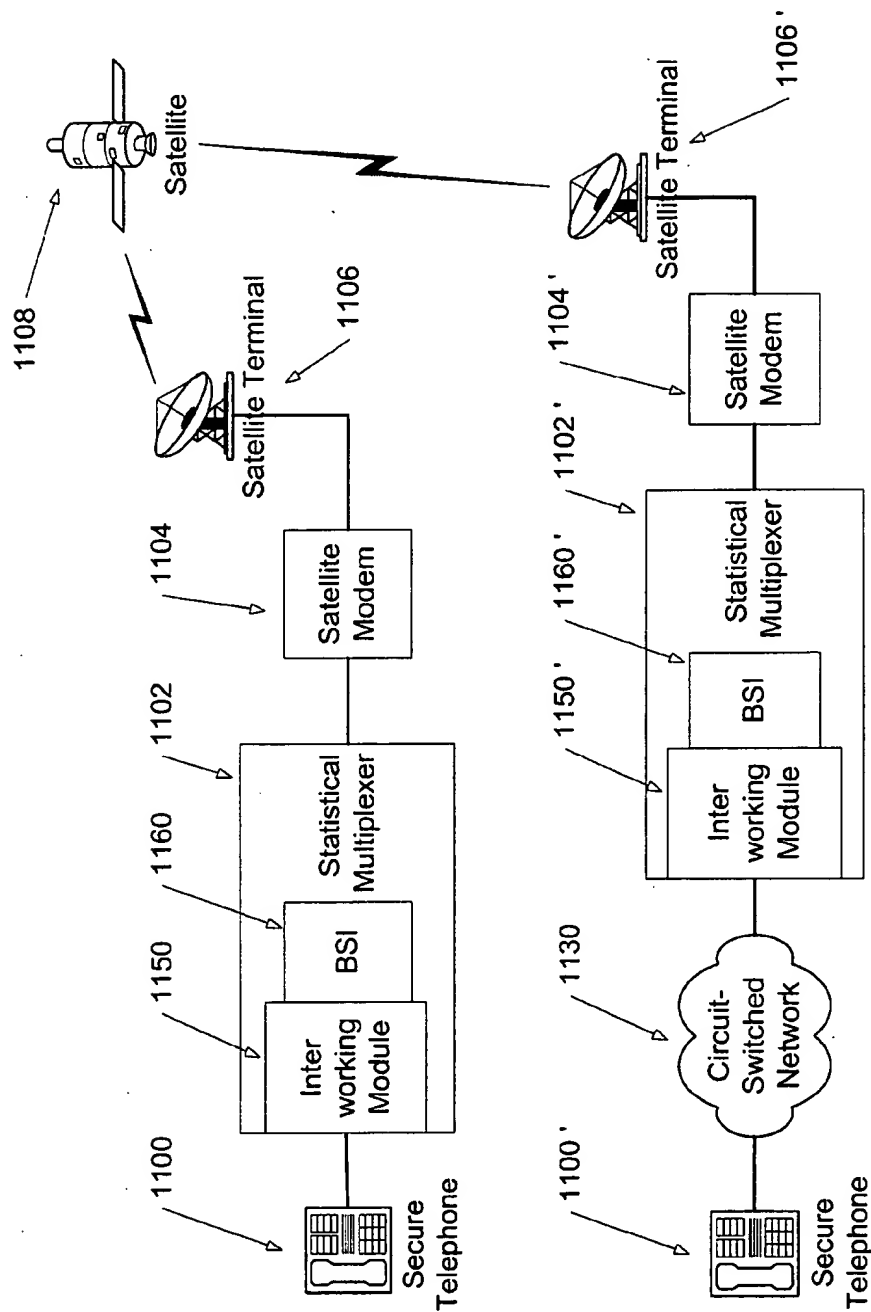 1108
Satellite
1106
Satellite Terminal
1104
Satellite
Modem
1102
Statistical
Multiplexer
1160
BSI
1150
Inter
working
Module
1100
Secure
Telephone
1106'
Satellite Terminal
1104'
Satellite
Modem
1102'
Statistical
Multiplexer
1160'
BSI
1150'
Inter
working
Module
1130
Circuit-
Switched
Network
1100'
Secure
Telephone